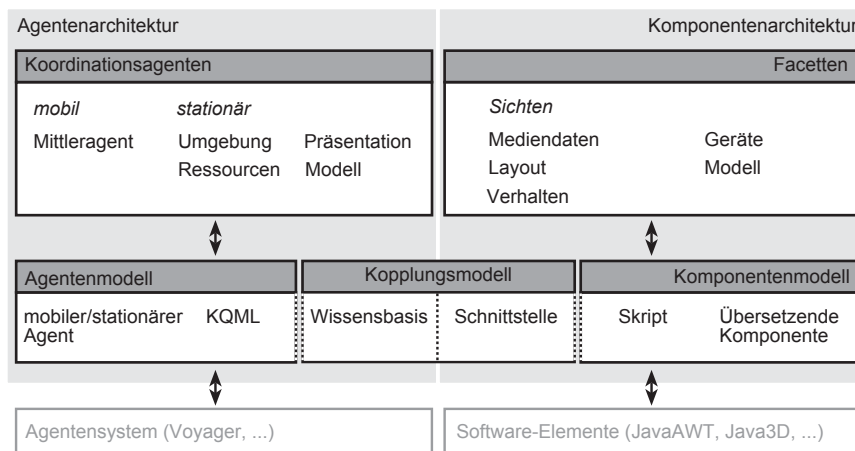 Agentenarchitektur
Komponentenarchitektur
Koordinationsagenten
mobil stationär
Mittleragent Umgebung Präsentation
Ressourcen Modell
Facetten
Sichten
Mediendaten Geräte
Layout Modell
Verhalten
Agentenmodell
mobiler/stationärer KQML
Agent
Kopplungsmodell
Wissensbasis Schnittstelle
Komponentenmodell
Skript Übersetzende
Komponente
Agentensystem (Voyager, ...)
Software-Elemente (JavaAWT, Java3D, ...)